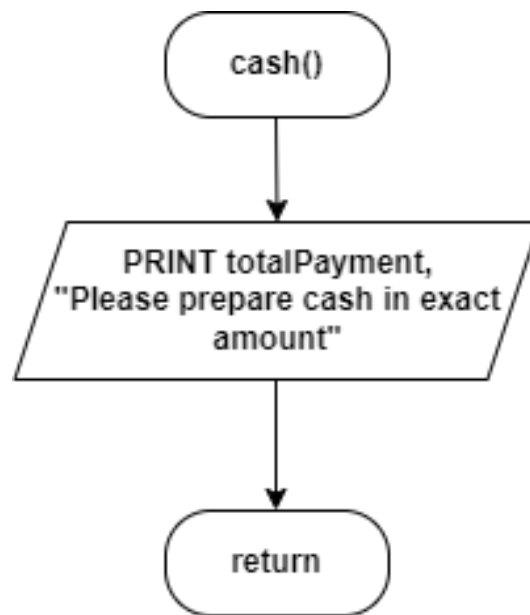 cash()
PRINT totalPayment,
"Please prepare cash in exact
amount"
return